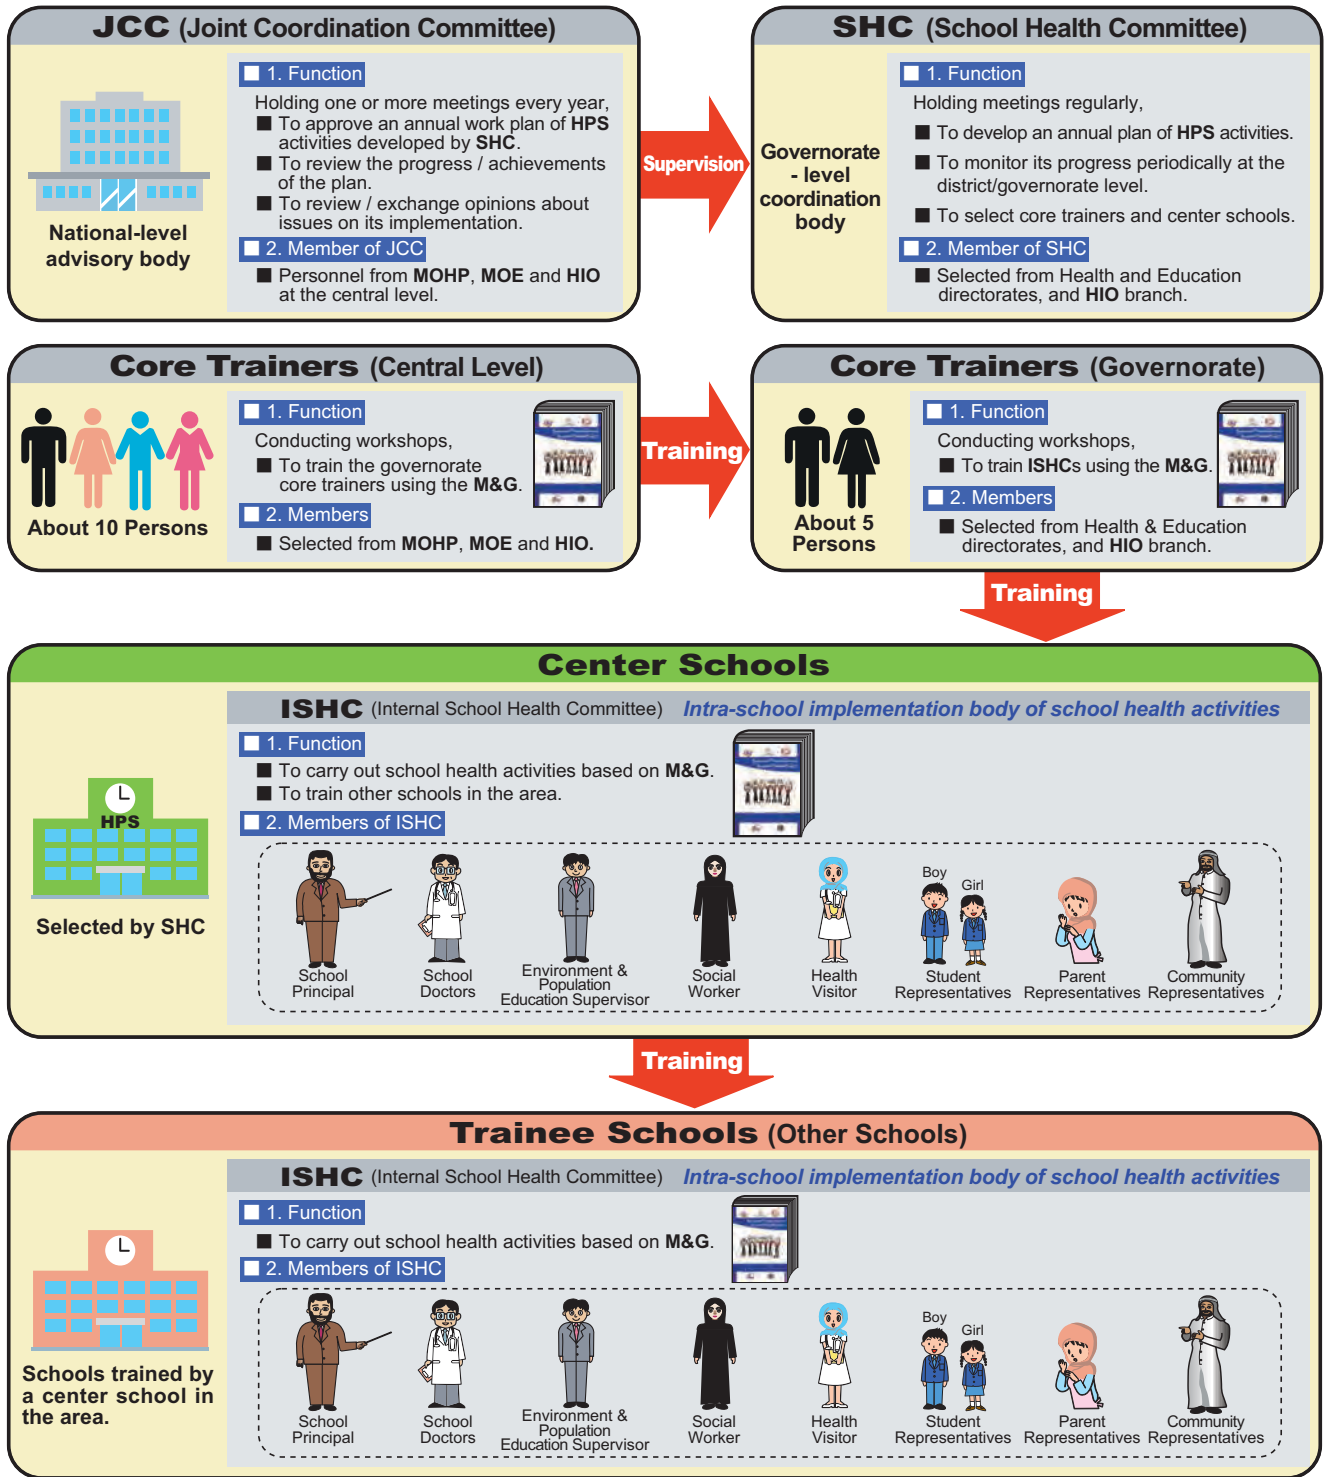 JCC (Joint Coordination Committee)
1. Function
Holding one or more meetings every year,
■ To approve an annual work plan of HPS
activities developed by SHC.
■ To review the progress / achievements
of the plan.
■ To review / exchange opinions about
issues on its implementation.
2. Member of JCC
■ Personnel from MOHP, MOE and HIO
at the central level.
National-level
advisory body
Supervision
SHC (School Health Committee)
Governorate
- level
coordination
body
1. Function
Holding meetings regularly,
■ To develop an annual plan of HPS activities.
■ To monitor its progress periodically at the
district/governorate level.
■ To select core trainers and center schools.
2. Member of SHC
■ Selected from Health and Education
directorates, and HIO branch.
Core Trainers (Central Level)
About 10 Persons
1. Function
Conducting workshops,
■ To train the governorate
core trainers using the M&G.
2. Members
■ Selected from MOHP, MOE and HIO.
Training
Core Trainers (Governorate)
About 5
Persons
1. Function
Conducting workshops,
■ To train ISHCs using the M&G.
2. Members
■ Selected from Health & Education
directorates, and HIO branch.
Training
Center Schools
HPS
Selected by SHC
ISHC (Internal School Health Committee) Intra-school implementation body of school health activities
1. Function
■ To carry out school health activities based on M&G.
■ To train other schools in the area.
2. Members of ISHC
School
Principal
School
Doctors
Environment &
Population
Education Supervisor
Social
Worker
Health
Visitor
Boy
Girl
Student
Representatives
Parent
Representatives
Community
Representatives
Training
Trainee Schools (Other Schools)
Schools trained by
a center school in
the area.
ISHC (Internal School Health Committee) Intra-school implementation body of school health activities
1. Function
■ To carry out school health activities based on M&G.
2. Members of ISHC
School
Principal
School
Doctors
Environment &
Population
Education Supervisor
Social
Worker
Health
Visitor
Boy
Girl
Student
Representatives
Parent
Representatives
Community
Representatives